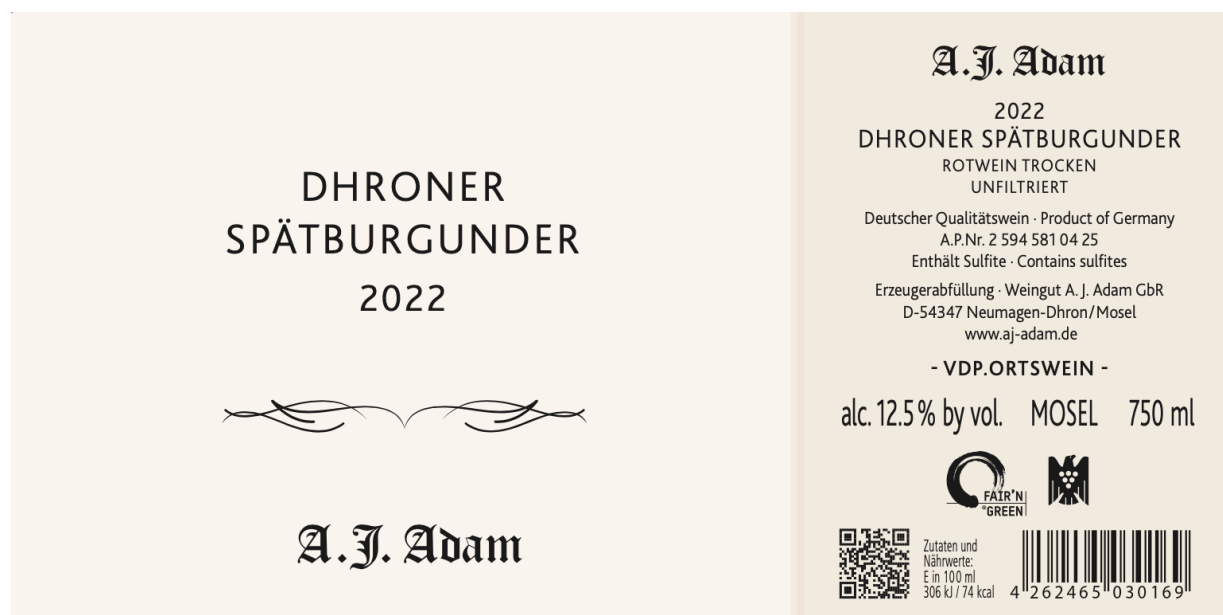 DHRONER
SPÄTBURGUNDER
2022
A.J. Adam
A.J. Adam
2022
DHRONER SPÄTBURGUNDER
ROTWEIN TROCKEN
UNFILTRIERT
Deutscher Qualitätswein · Product of Germany
A.P.Nr. 2 594 581 04 25
Enthält Sulfite · Contains sulfites
Erzeugerabfüllung · Weingut A. J. Adam GbR
D-54347 Neumagen-Dhron/Mosel
www.aj-adam.de
- VDP.ORTSWEIN -
alc. 12.5 % by vol. MOSEL 750 ml
FAIR'N
GREEN
Zutaten und
Nährwerte:
E in 100 ml
306 kJ / 74 kcal
4 262465 030169